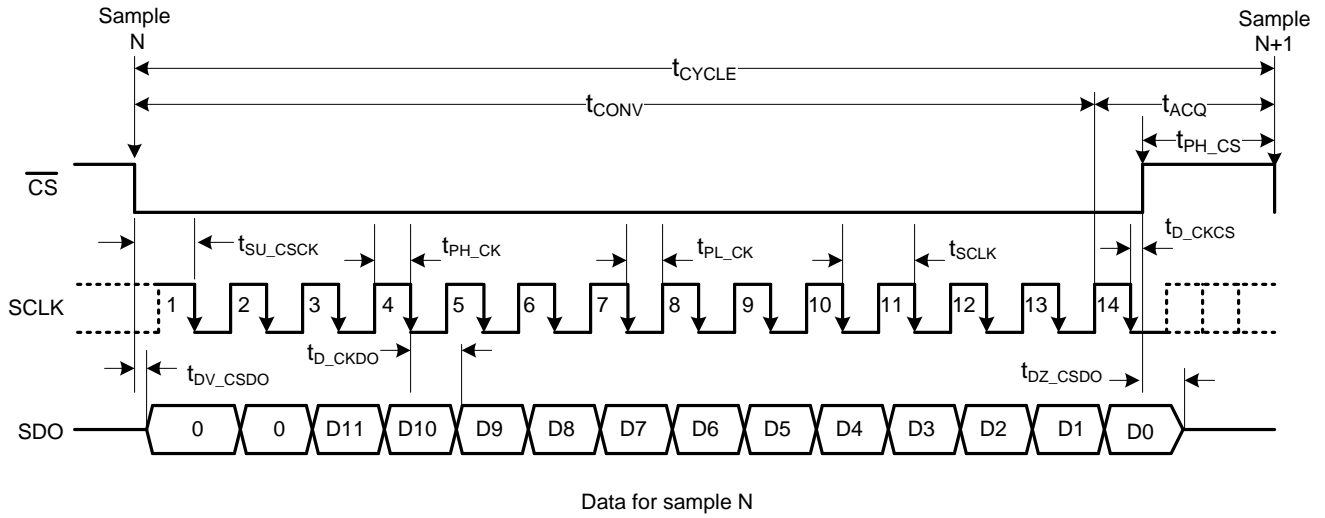 Sample
N
Sample
N+1
tCYCLE
tCONV
tACQ
tPH_CS
CS
tSU_CSCK
tPH_CK
tPL_CK
tSCLK
tD_CKCS
SCLK
1 2 3 4 5 6 7 8 9 10 11 12 13 14
tD_CKDO
tDV_CSDO
tDZ_CSDO
SDO
0 0 D11 D10 D9 D8 D7 D6 D5 D4 D3 D2 D1 D0
Data for sample N